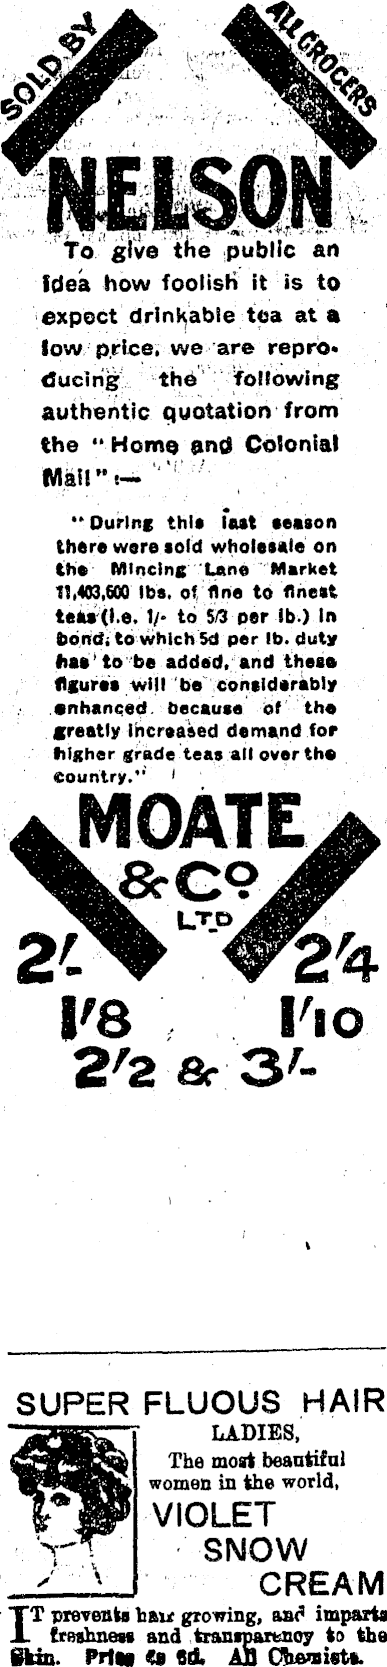 SOLD BY
ALL GROCERS
NELSON
To give the public an
idea how foolish it is to
expect drinkable tea at a
low price, we are repro-
ducing the following
authentic quotation from
the "Home and Colonial
Mail" :—
"During this last season
there were sold wholesale on
the Mincing Lane Market
11,403,600 lbs. of fine to finest
teas (i.e. 1/- to 5/3 per lb.) in
bond, to which 5d per lb. duty
has to be added, and these
figures will be considerably
enhanced because of the
greatly increased demand for
higher grade teas all over the
country."
MOATE
& Co.
LTD
2/- 2/4
1/8 1/10
2/2 & 3/-
SUPER FLUOUS HAIR
LADIES,
The most beautiful
women in the world,
VIOLET
SNOW
CREAM
IT prevents hair growing, and imparts
freshness and transparency to the
Skin. Price 6d. All Chemists.